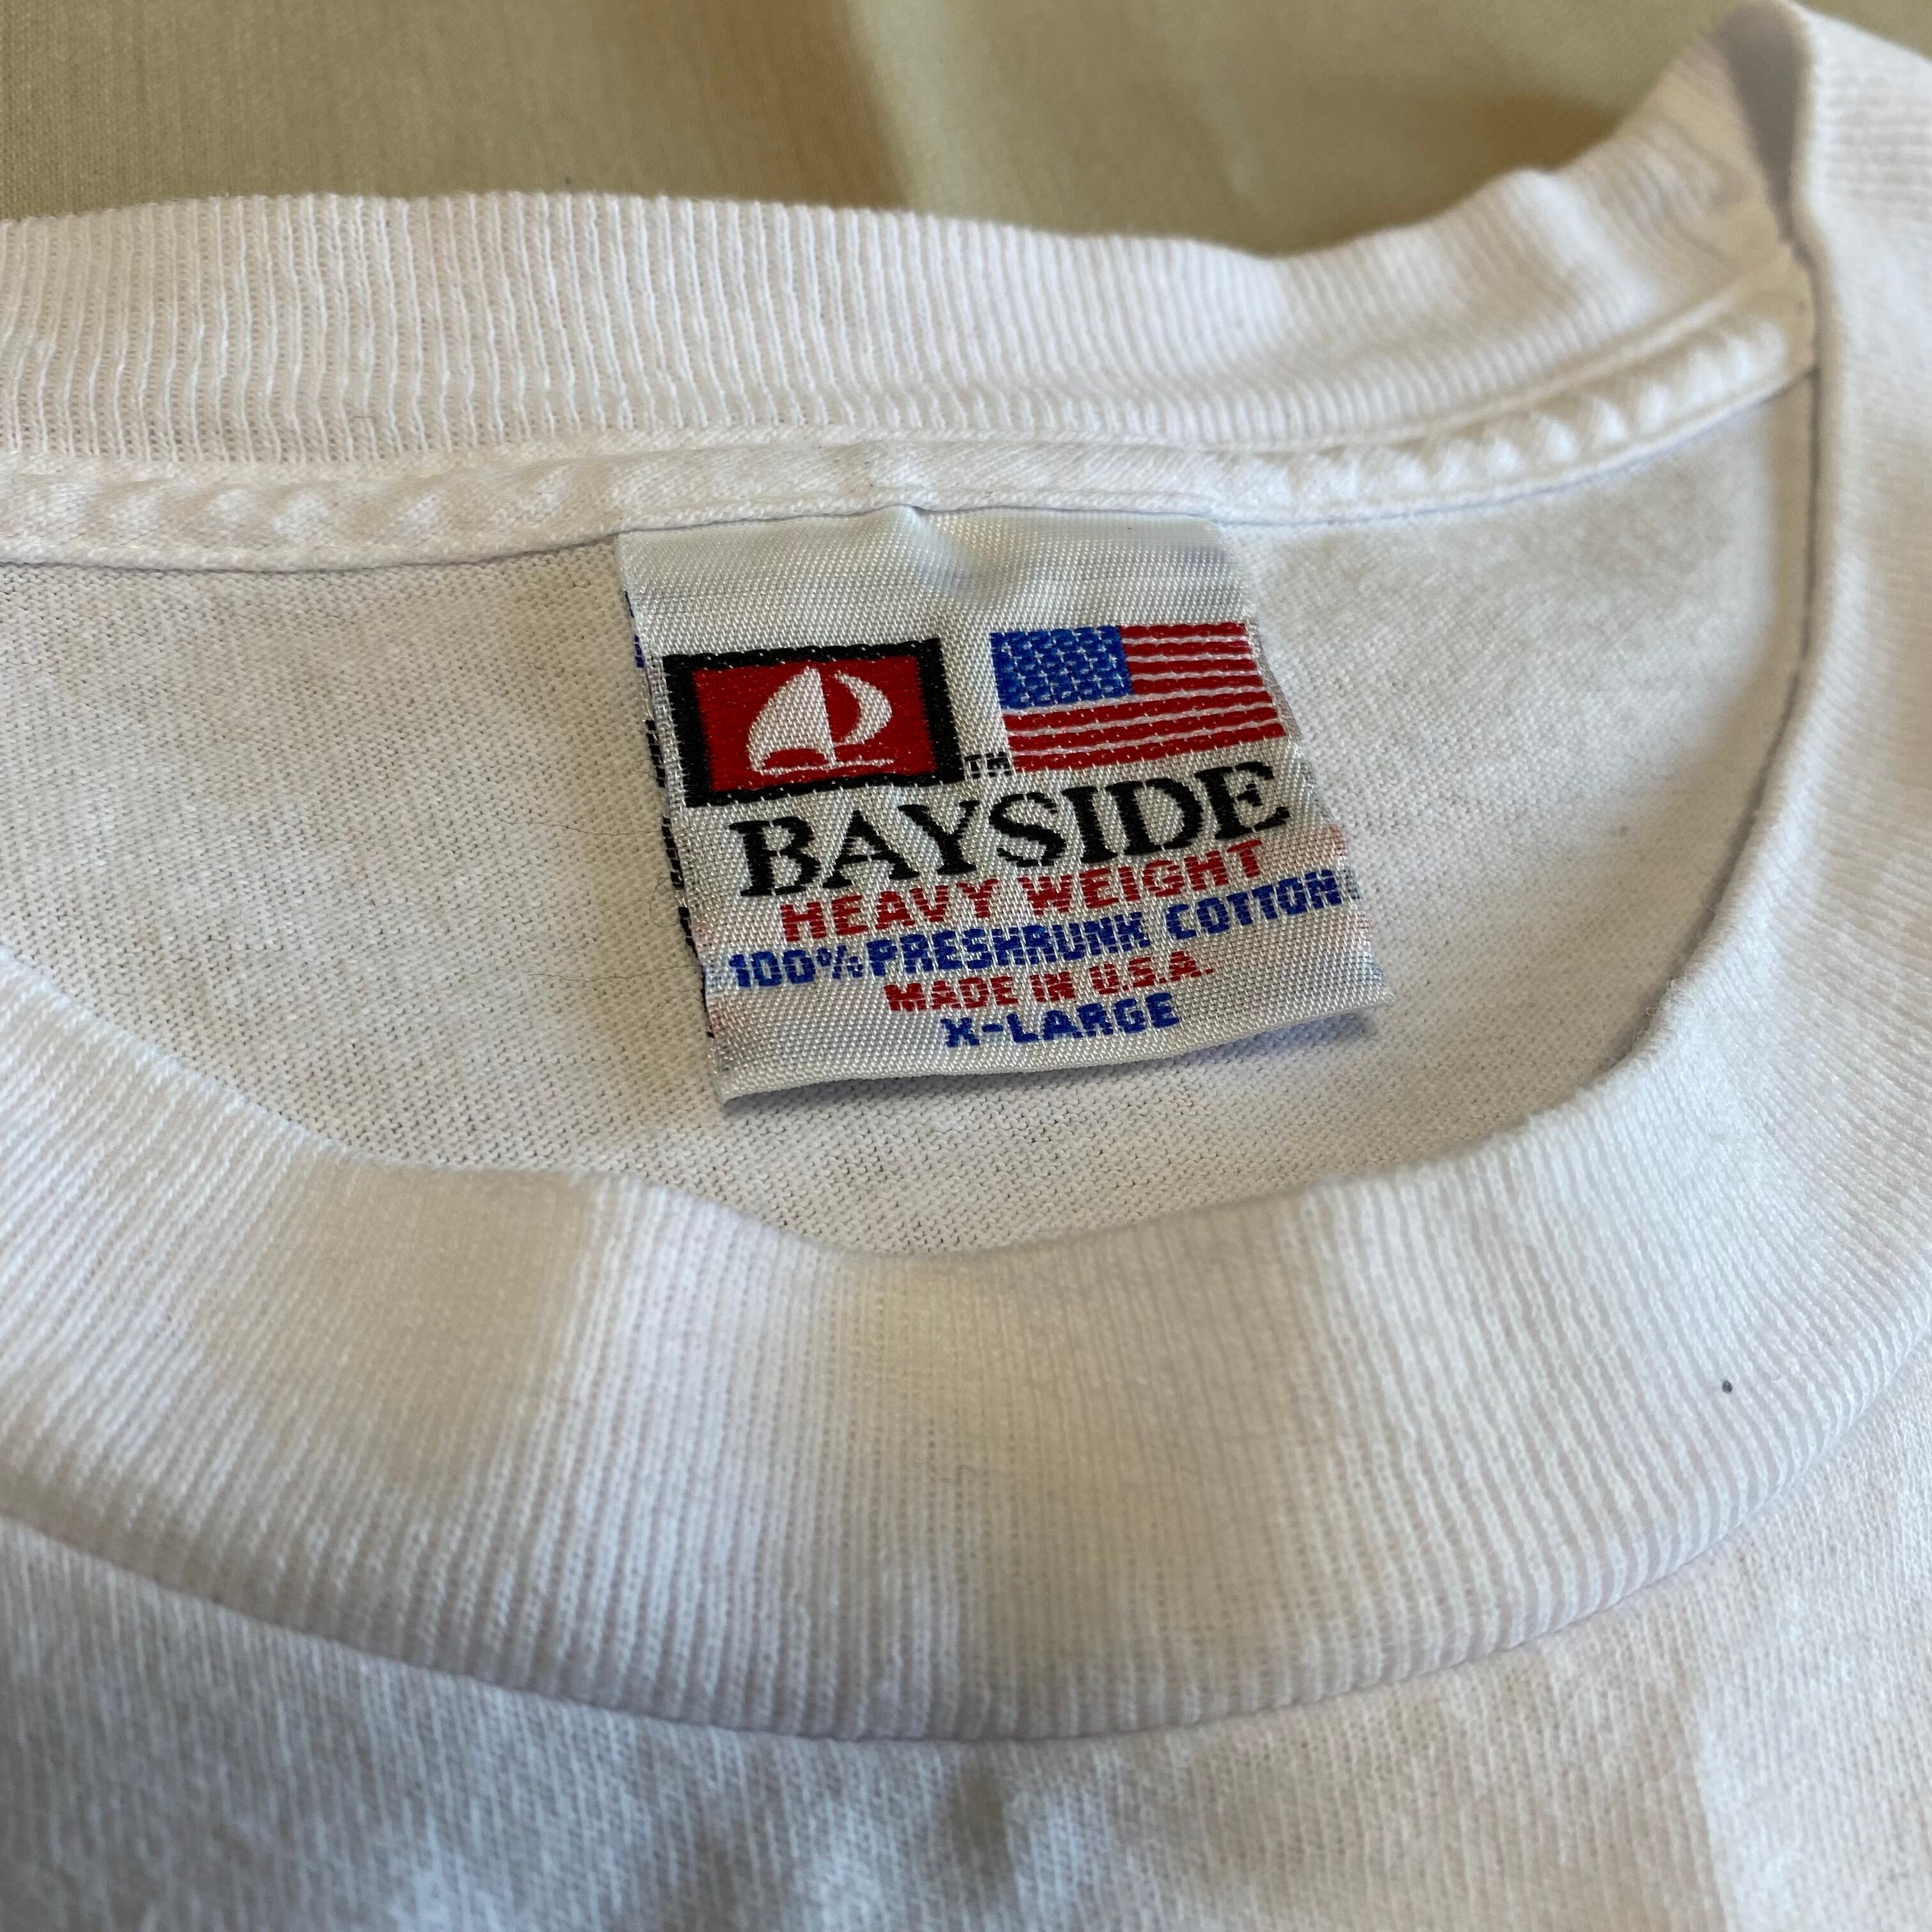 TM
BAYSIDE
HEAVY WEIGHT
100% PRESHRUNK COTTON
MADE IN U.S.A.
X-LARGE